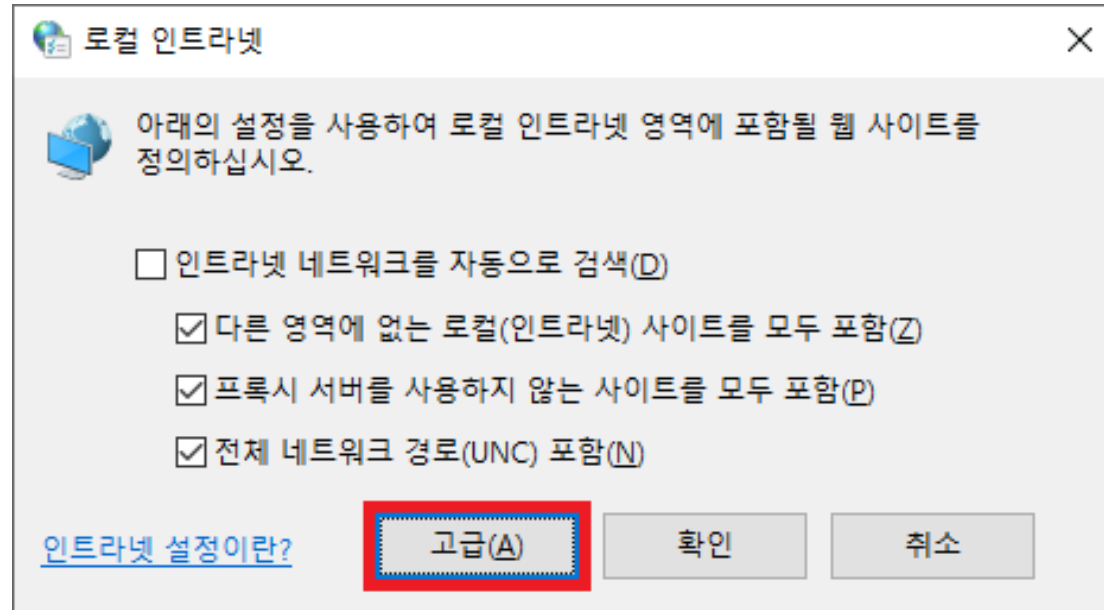 로컬 인트라넷
아래의 설정을 사용하여 로컬 인트라넷 영역에 포함될 웹 사이트를
정의하십시오.
인트라넷 네트워크를 자동으로 검색(D)
다른 영역에 없는 로컬(인트라넷) 사이트를 모두 포함(Z)
프록시 서버를 사용하지 않는 사이트를 모두 포함(P)
전체 네트워크 경로(UNC) 포함(N)
인트라넷 설정이란? 고급(A) 확인 취소